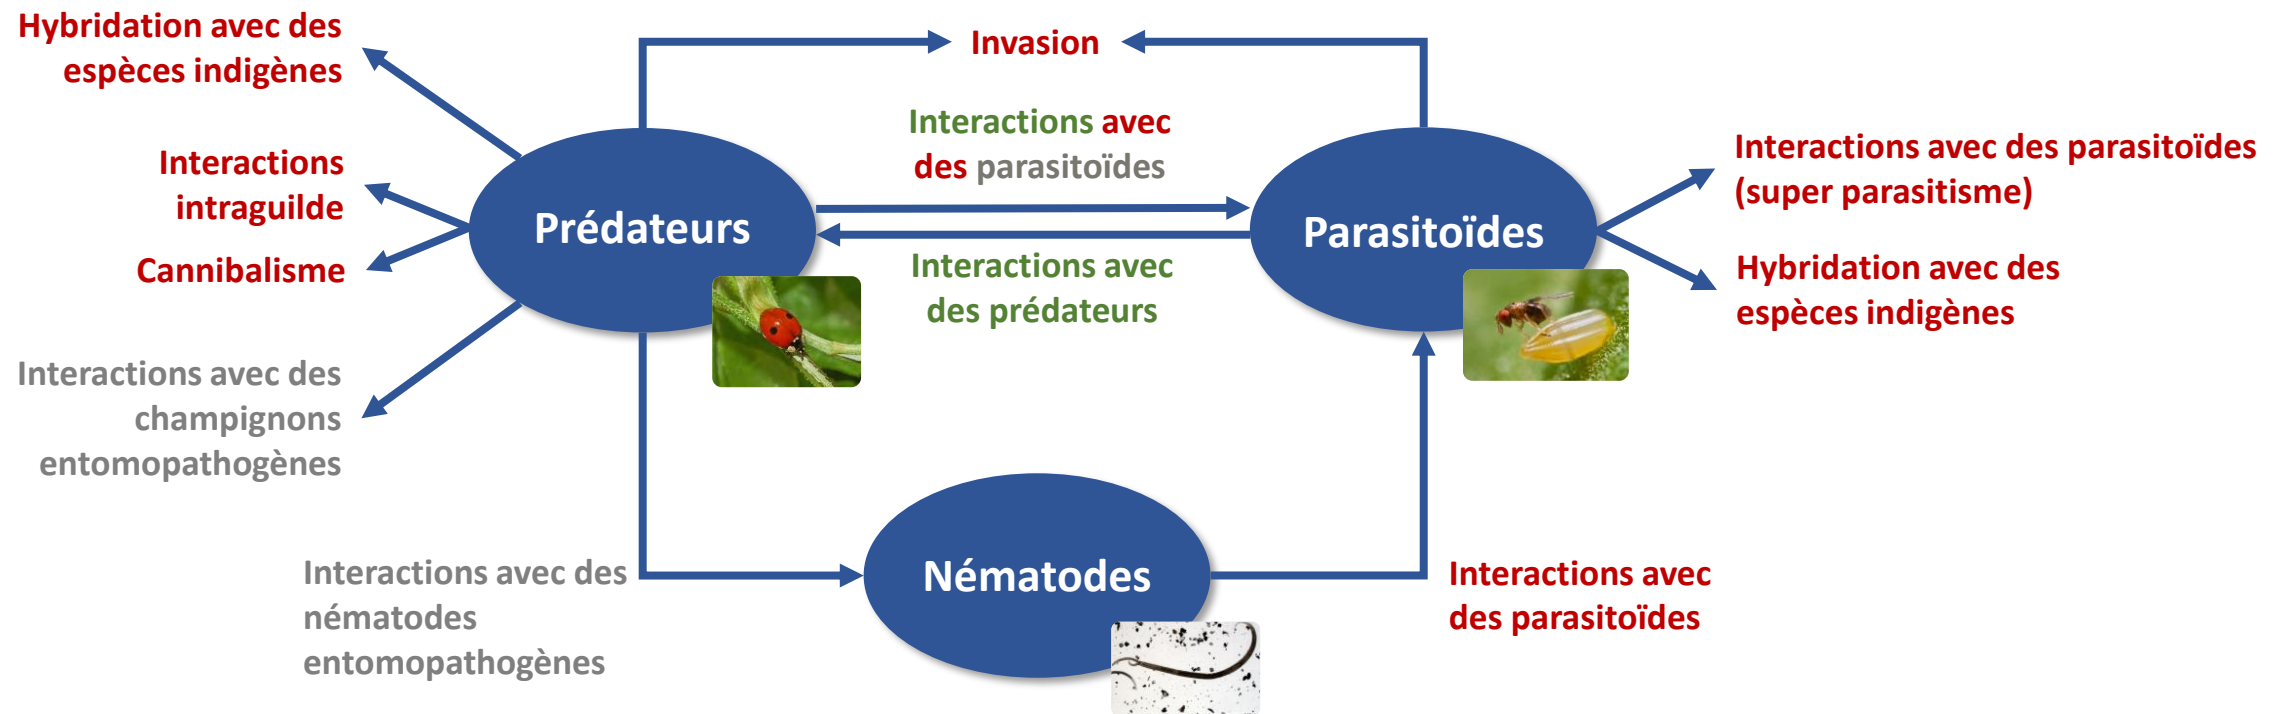 Hybridation avec des
espèces indigènes
Invasion
Interactions avec
des parasitoïdes
Interactions
intraguilde
Cannibalisme
Prédateurs
Parasitoïdes
Interactions avec des parasitoïdes
(super parasitisme)
Interactions avec
des prédateurs
Hybridation avec des
espèces indigènes
Interactions avec des
champignons
entomopathogènes
Interactions avec des
nématodes
entomopathogènes
Nématodes
Interactions avec
des parasitoïdes